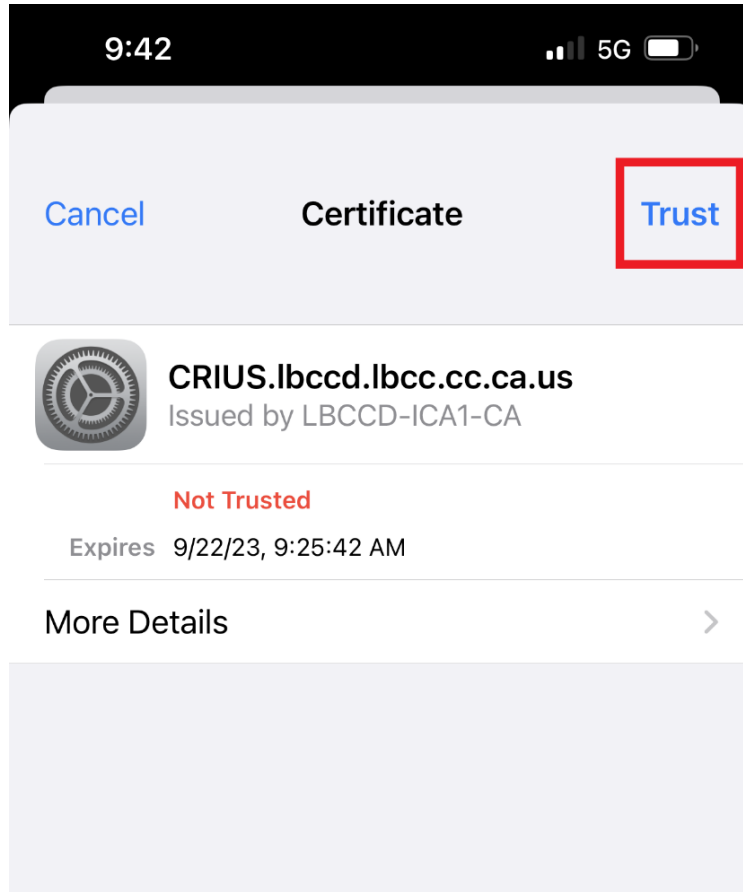 9:42 5G
Cancel Certificate Trust
CRIUS.lbccd.lbcc.cc.ca.us
Issued by LBCCD-ICA1-CA
Not Trusted
Expires 9/22/23, 9:25:42 AM
More Details